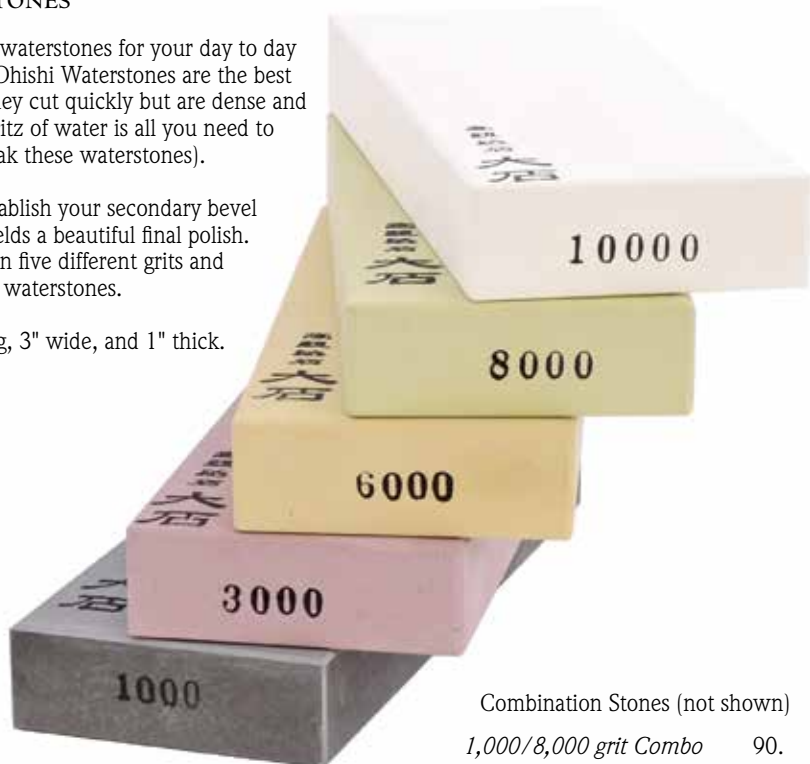 TONES
waterstones for your day to day
Ohishi Waterstones are the best
ey cut quickly but are dense and
itz of water is all you need to
ak these waterstones).
ablish your secondary bevel
elds a beautiful final polish.
n five different grits and
waterstones.
g, 3" wide, and 1" thick.
大石
10000
大石
8000
大石
6000
大石
3000
大石
1000
Combination Stones (not shown)
1,000/8,000 grit Combo 90.